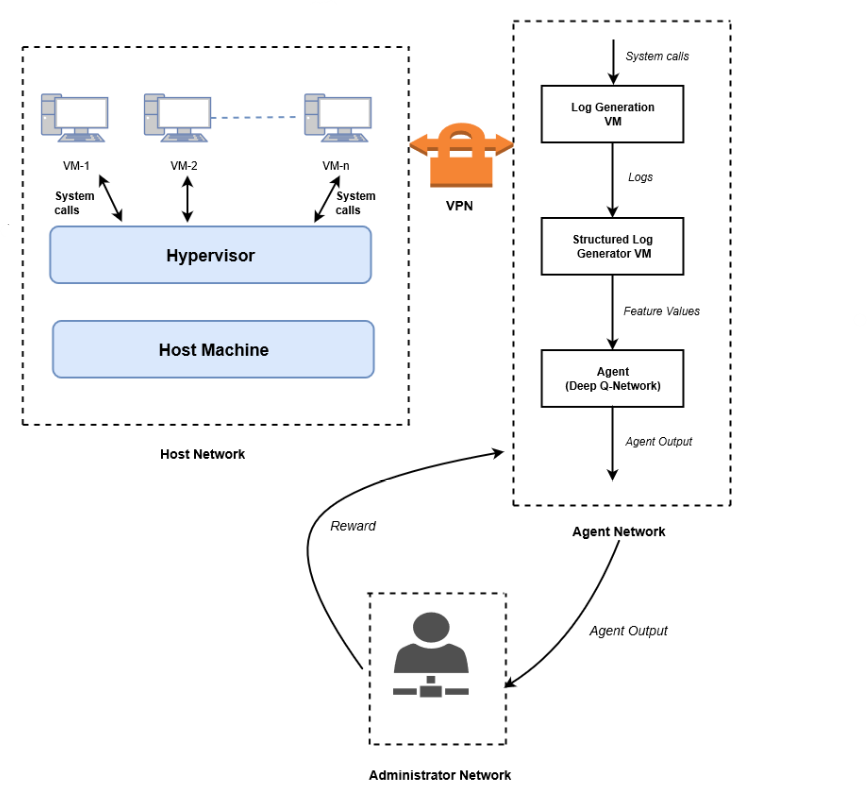 VM-1
VM-2
VM-n
System
calls
System
calls
Hypervisor
Host Machine
Host Network
VPN
System calls
Log Generation
VM
Logs
Structured Log
Generator VM
Feature Values
Agent
(Deep Q-Network)
Agent Output
Agent Network
Reward
Agent Output
Administrator Network